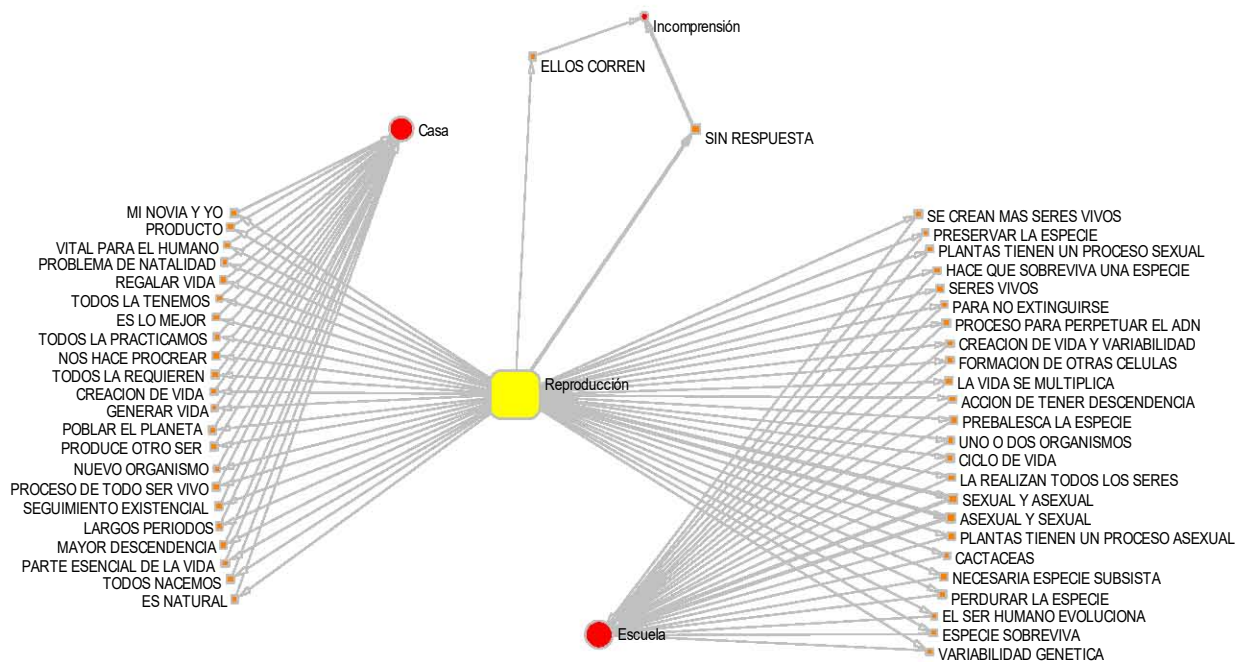 Incomprensión
ELLOS CORREN
Casa
SIN RESPUESTA
MI NOVIA Y YO
PRODUCTO
VITAL PARA EL HUMANO
PROBLEMA DE NATALIDAD
REGALAR VIDA
TODOS LA TENEMOS
ES LO MEJOR
TODOS LA PRACTICAMOS
NOS HACE PROCREAR
TODOS LA REQUIEREN
CREACION DE VIDA
GENERAR VIDA
POBLAR EL PLANETA
PRODUCE OTRO SER
NUEVO ORGANISMO
PROCESO DE TODO SER VIVO
SEGUIMIENTO EXISTENCIAL
LARGOS PERIODOS
MAYOR DESCENDENCIA
PARTE ESENCIAL DE LA VIDA
TODOS NACEMOS
ES NATURAL
Reproducción
SE CREAN MAS SERES VIVOS
PRESERVAR LA ESPECIE
PLANTAS TIENEN UN PROCESO SEXUAL
HACE QUE SOBREVIVA UNA ESPECIE
SERES VIVOS
PARA NO EXTINGUIRSE
PROCESO PARA PERPETUAR EL ADN
CREACION DE VIDA Y VARIABILIDAD
FORMACION DE OTRAS CELULAS
LA VIDA SE MULTIPLICA
ACCION DE TENER DESCENDENCIA
PREBALESCA LA ESPECIE
UNO O DOS ORGANISMOS
CICLO DE VIDA
LA REALIZAN TODOS LOS SERES
SEXUAL Y ASEXUAL
ASEXUAL Y SEXUAL
PLANTAS TIENEN UN PROCESO ASEXUAL
CACTACEAS
NECESARIA ESPECIE SUBSISTA
PERDURAR LA ESPECIE
EL SER HUMANO EVOLUCIONA
ESPECIE SOBREVIVA
VARIABILIDAD GENETICA
Escuela